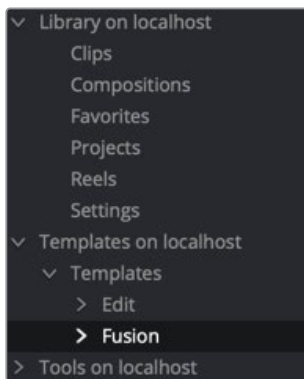 Library on localhost
Clips
Compositions
Favorites
Projects
Reels
Settings
Templates on localhost
Templates
Edit
Fusion
Tools on localhost